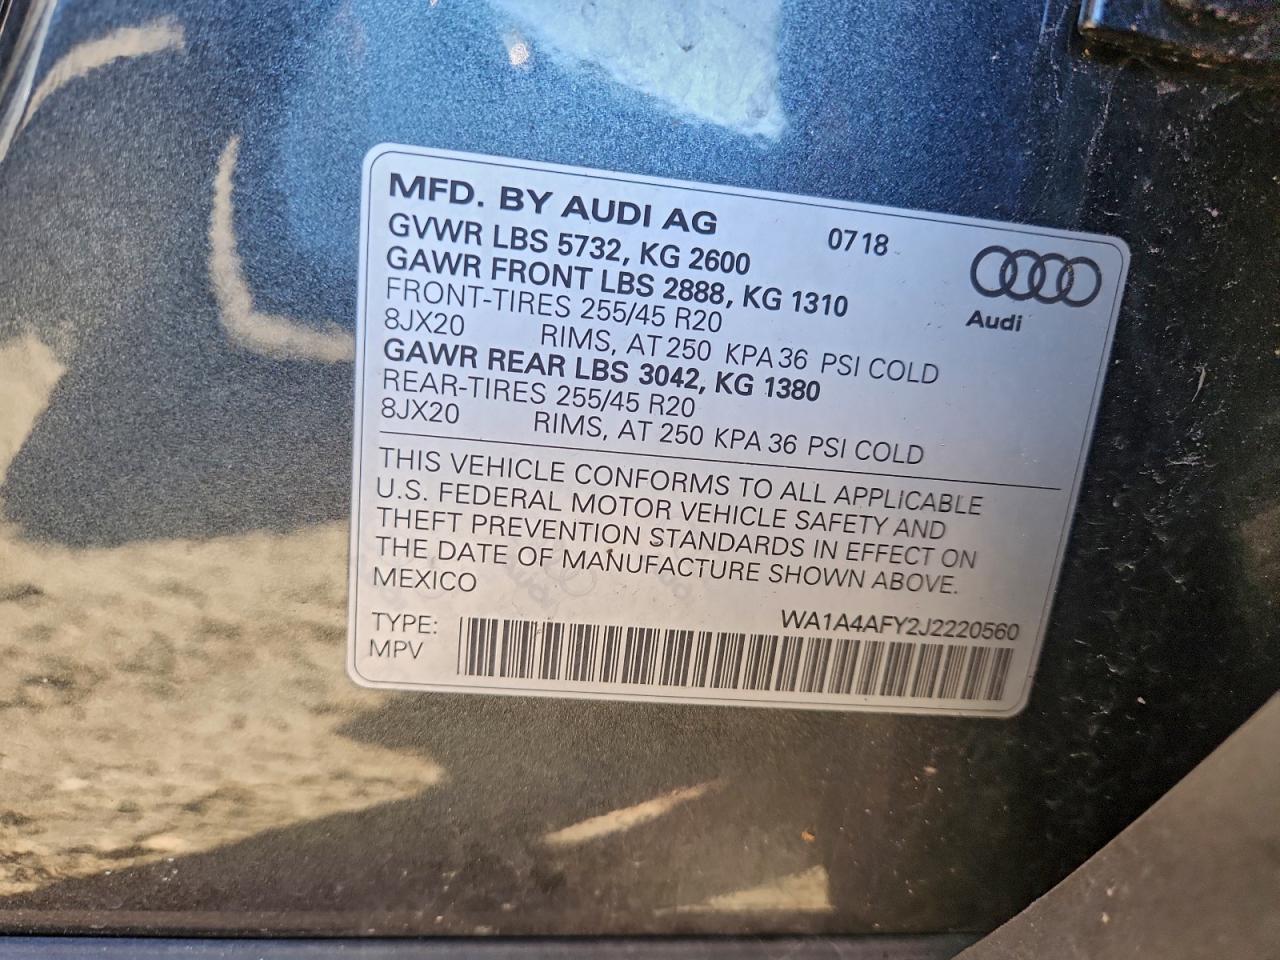 MFD. BY AUDI AG 0718
GVWR LBS 5732, KG 2600
GAWR FRONT LBS 2888, KG 1310
FRONT-TIRES 255/45 R20
8JX20 RIMS, AT 250 KPA 36 PSI COLD
GAWR REAR LBS 3042, KG 1380
REAR-TIRES 255/45 R20
8JX20 RIMS, AT 250 KPA 36 PSI COLD
Audi
THIS VEHICLE CONFORMS TO ALL APPLICABLE
U.S. FEDERAL MOTOR VEHICLE SAFETY AND
THEFT PREVENTION STANDARDS IN EFFECT ON
THE DATE OF MANUFACTURE SHOWN ABOVE.
MEXICO
TYPE: WA1A4AFY2J2220560
MPV